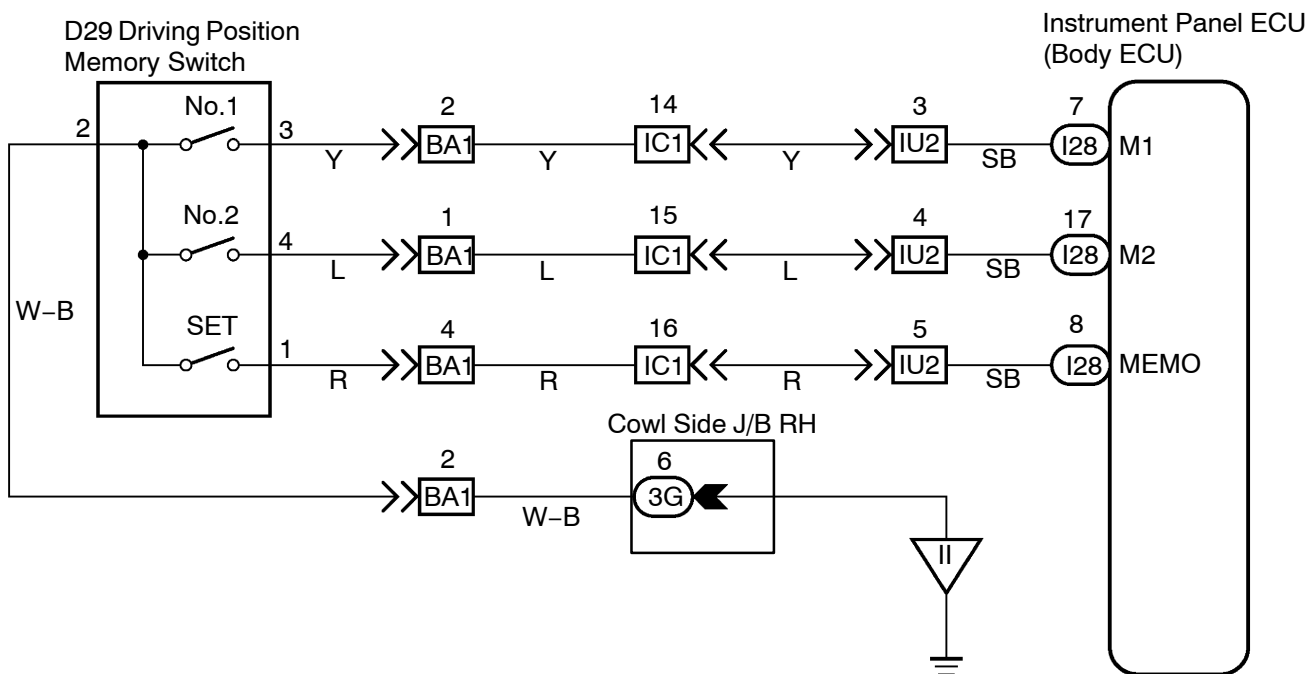 D29 Driving Position
Memory Switch
Instrument Panel ECU
(Body ECU)
2
No.1
3
Y
2
BA1
Y
14
IC1
Y
3
IU2
SB
7
I28
M1
No.2
4
L
1
BA1
L
15
IC1
L
4
IU2
SB
17
I28
M2
W–B
SET
1
R
4
BA1
R
16
IC1
R
5
IU2
SB
8
I28
MEMO
Cowl Side J/B RH
2
BA1
W–B
6
3G
II